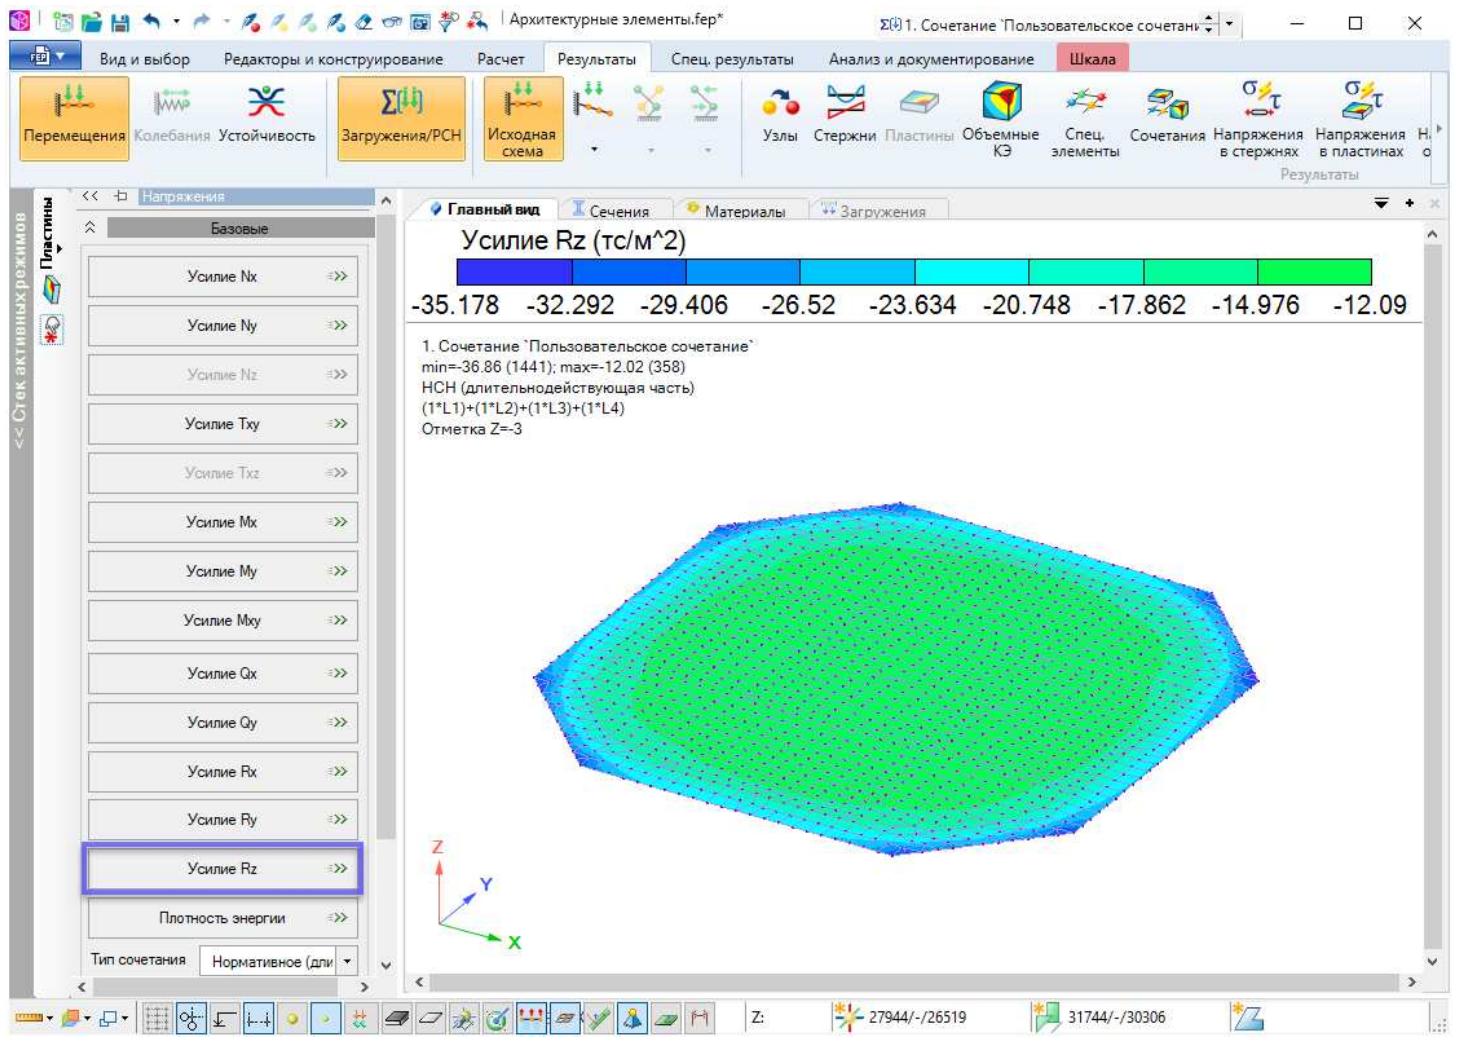 Архитектурные элементы.fep*
Σ 1. Сочетание `Пользовательское сочетани
FEP
Вид и выбор
Редакторы и конструирование
Расчет
Результаты
Спец. результаты
Анализ и документирование
Шкала
Перемещения
Колебания
Устойчивость
Загружения/РСН
Исходная схема
Узлы
Стержни
Пластины
Объемные КЭ
Спец. элементы
Сочетания
Напряжения в стержнях
Напряжения в пластинах
Результаты
<< Стек активных режимов
Пластины
<< Напряжения
Базовые
Усилие Nx
Усилие Ny
Усилие Nz
Усилие Txy
Усилие Txz
Усилие Mx
Усилие My
Усилие Mxy
Усилие Qx
Усилие Qy
Усилие Rx
Усилие Ry
Усилие Rz
Плотность энергии
Тип сочетания
Нормативное (дли
Главный вид
Сечения
Материалы
Загружения
Усилие Rz (тс/м^2)
-35.178 -32.292 -29.406 -26.52 -23.634 -20.748 -17.862 -14.976 -12.09
1. Сочетание `Пользовательское сочетание`
min=-36.86 (1441); max=-12.02 (358)
НСН (длительнодействующая часть)
(1*L1)+(1*L2)+(1*L3)+(1*L4)
Отметка Z=-3
Z
Y
X
Z:
27944/-/26519
31744/-/30306